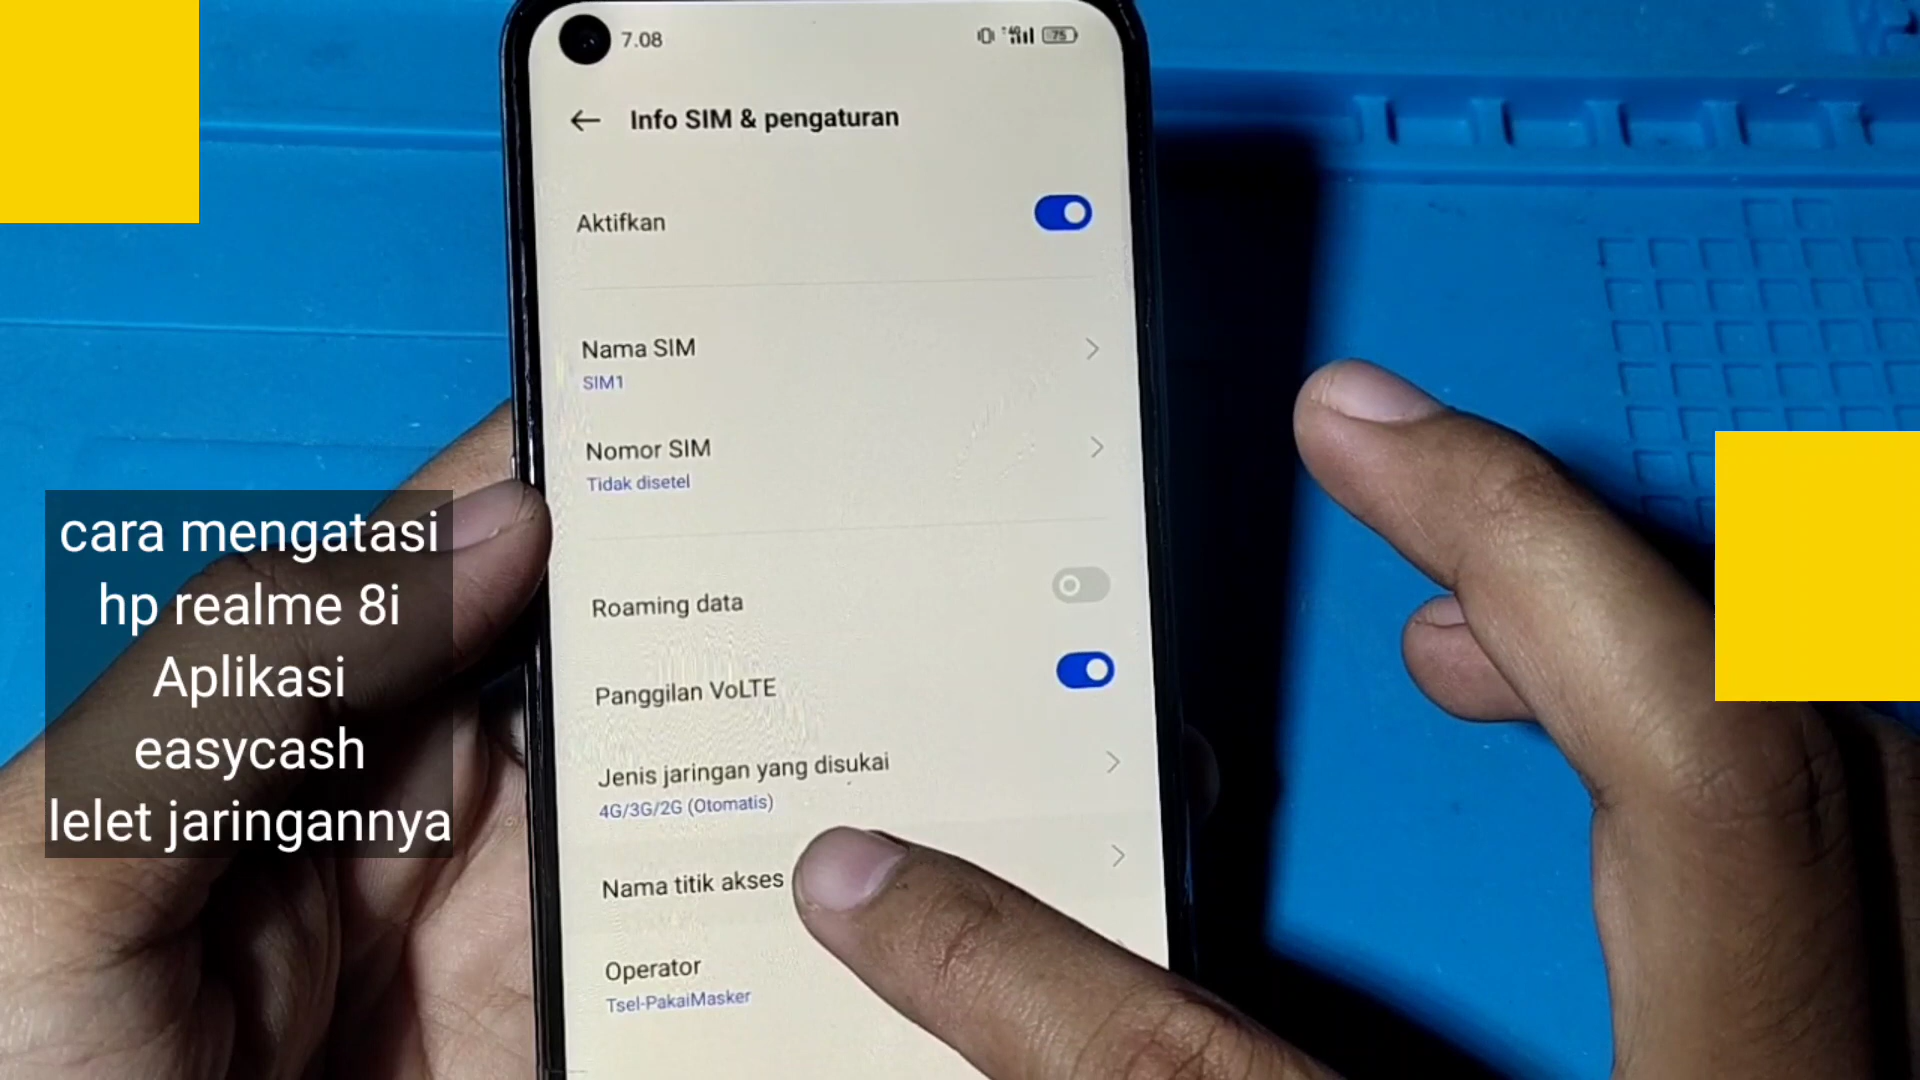 7.08
75
Info SIM & pengaturan
Aktifkan
Nama SIM
SIM1
Nomor SIM
Tidak disetel
Roaming data
Panggilan VoLTE
Jenis jaringan yang disukai
4G/3G/2G (Otomatis)
Nama titik akses
Operator
Tsel-PakaiMasker
cara mengatasi
hp realme 8i
Aplikasi
easycash
lelet jaringannya